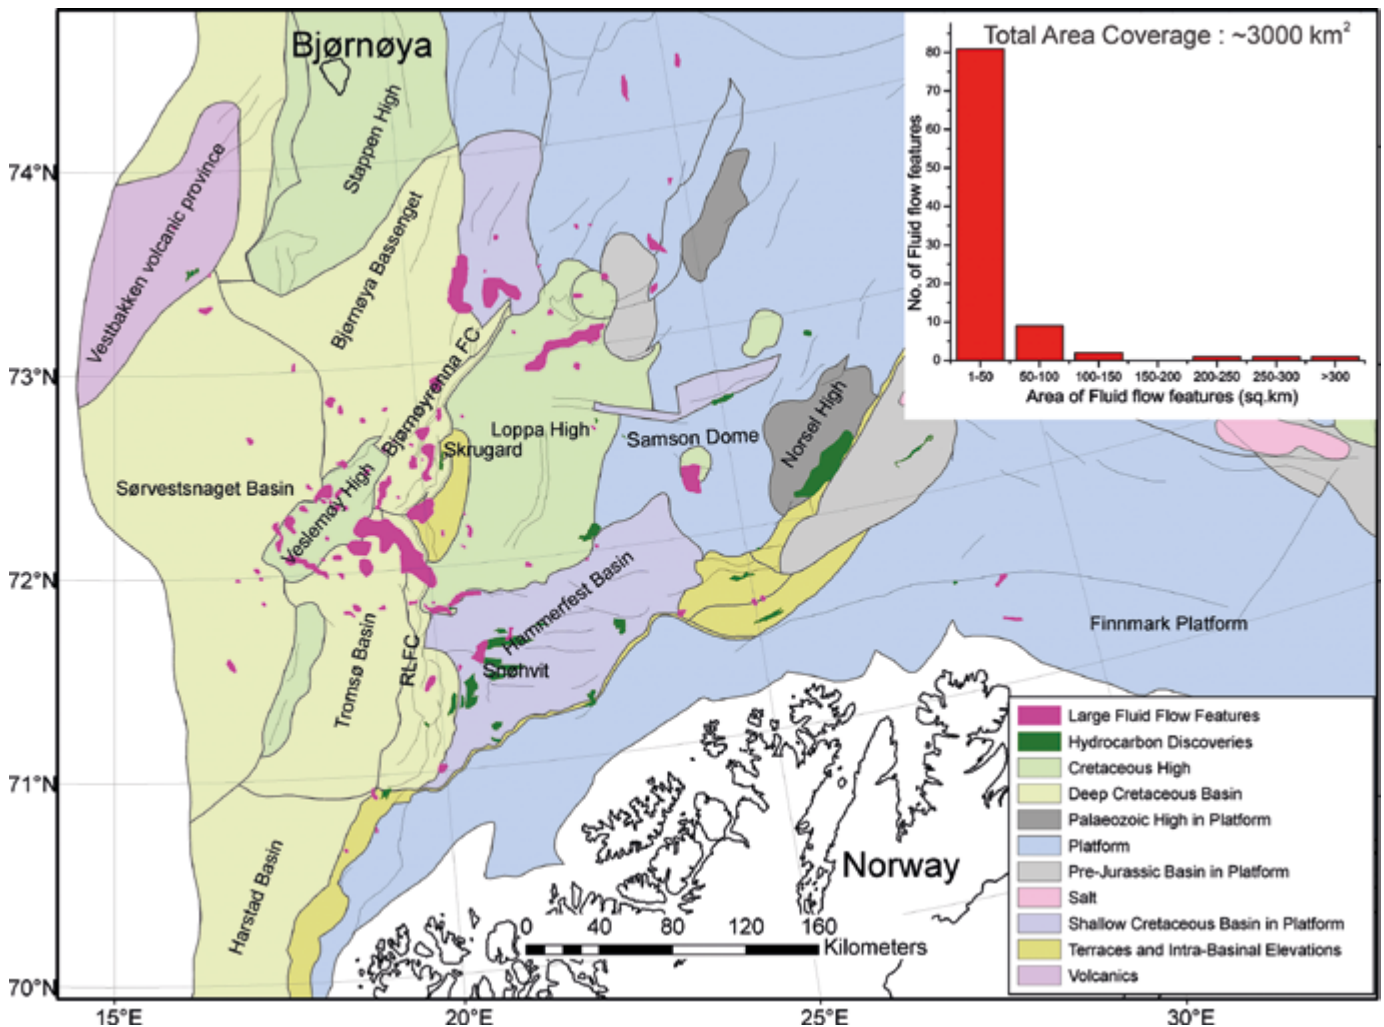 Bjørnøya
Total Area Coverage : ~3000 km²
No. of Fluid flow features
80
70
60
50
40
30
20
10
0
1-50
50-100
100-150
150-200
200-250
250-300
>300
Area of Fluid flow features (sq.km)
74°N
73°N
72°N
71°N
70°N
Stappen High
Vestbakken volcanic province
Bjørnøya Bassenget
Bjørnøyrenna FC
Loppa High
Skrugard
Samson Dome
Norsel High
Sørvestsnaget Basin
Veslemøy High
Hammerfest Basin
Finnmark Platform
Tromsø Basin
RLFC
Snøhvit
Harstad Basin
Norway
0
40
80
120
160
Kilometers
Large Fluid Flow Features
Hydrocarbon Discoveries
Cretaceous High
Deep Cretaceous Basin
Palaeozoic High in Platform
Platform
Pre-Jurassic Basin in Platform
Salt
Shallow Cretaceous Basin in Platform
Terraces and Intra-Basinal Elevations
Volcanics
15°E
20°E
25°E
30°E